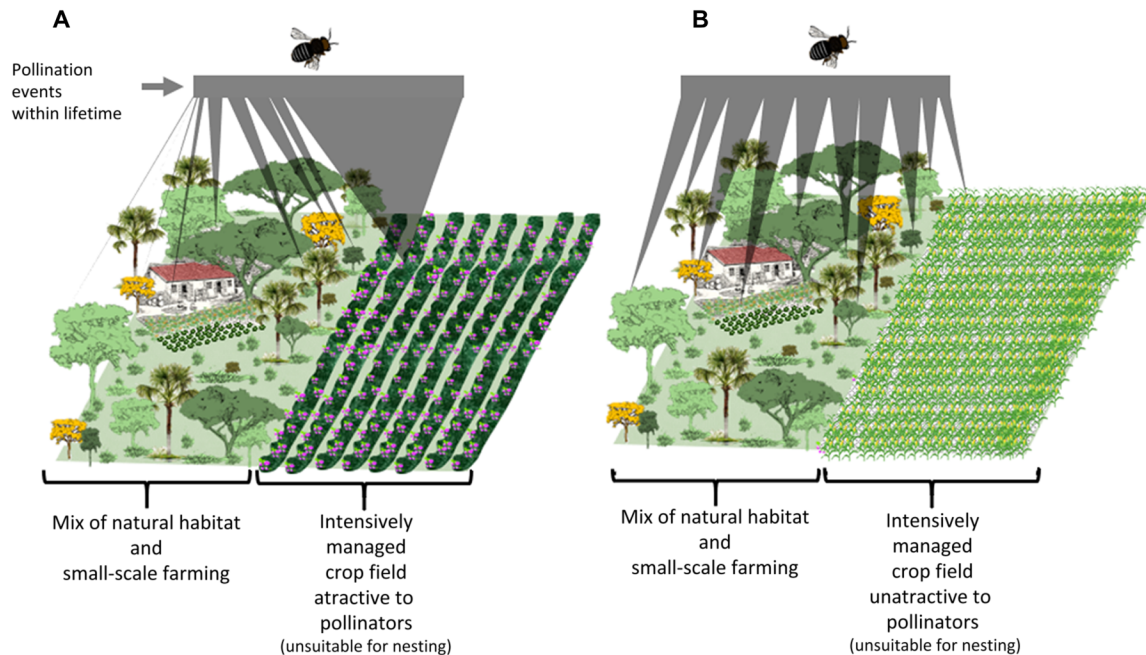 A
B
Pollination
events
within lifetime
Mix of natural habitat
and
small-scale farming
Intensively
managed
crop field
atractive to
pollinators
(unsuitable for nesting)
Mix of natural habitat
and
small-scale farming
Intensively
managed
crop field
unatractive to
pollinators
(unsuitable for nesting)